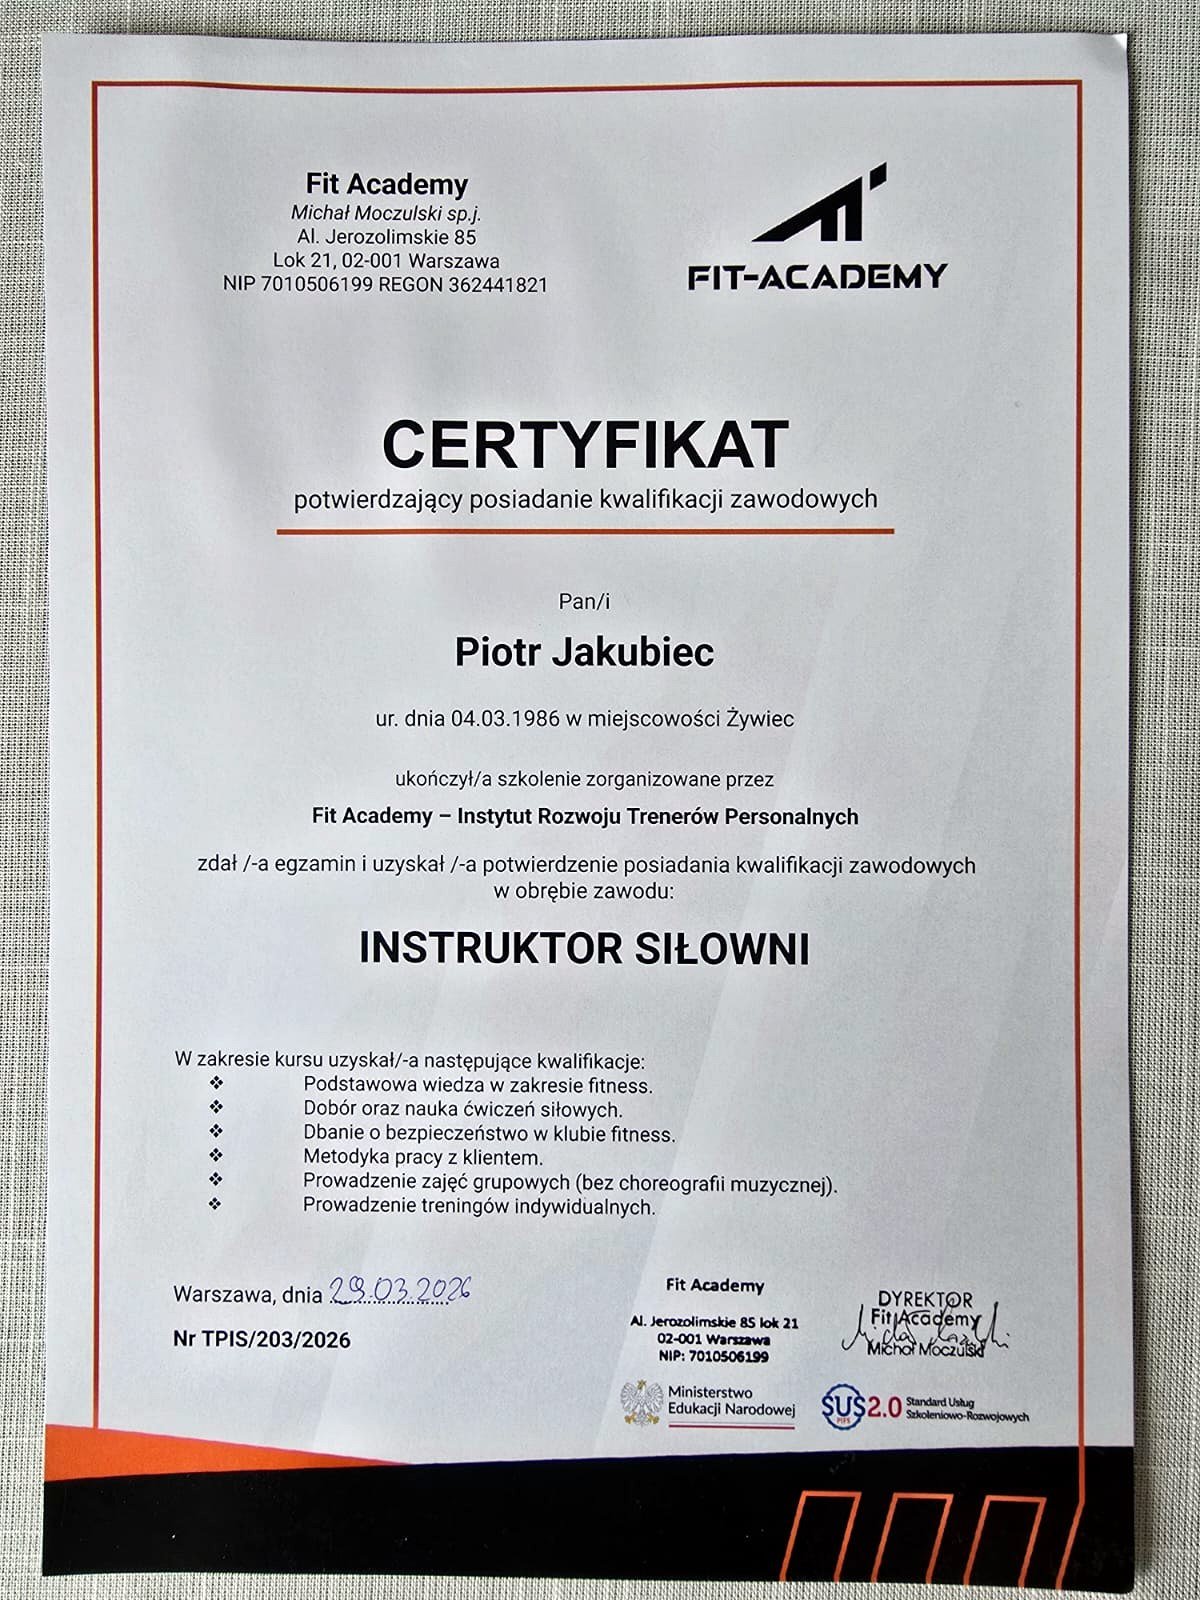 Fit Academy
Michał Moczulski sp.j.
Al. Jerozolimskie 85
Lok 21, 02-001 Warszawa
NIP 7010506199 REGON 362441821
FIT-ACADEMY
CERTYFIKAT
potwierdzający posiadanie kwalifikacji zawodowych
Pan/i
Piotr Jakubiec
ur. dnia 04.03.1986 w miejscowości Żywiec
ukończył/a szkolenie zorganizowane przez
Fit Academy – Instytut Rozwoju Trenerów Personalnych
zdał /-a egzamin i uzyskał /-a potwierdzenie posiadania kwalifikacji zawodowych
w obrębie zawodu:
INSTRUKTOR SIŁOWNI
W zakresie kursu uzyskał/-a następujące kwalifikacje:
❖ Podstawowa wiedza w zakresie fitness.
❖ Dobór oraz nauka ćwiczeń siłowych.
❖ Dbanie o bezpieczeństwo w klubie fitness.
❖ Metodyka pracy z klientem.
❖ Prowadzenie zajęć grupowych (bez choreografii muzycznej).
❖ Prowadzenie treningów indywidualnych.
Warszawa, dnia 29.03.2026
Nr TPIS/203/2026
Fit Academy
Al. Jerozolimskie 85 lok 21
02-001 Warszawa
NIP: 7010506199
DYREKTOR
Fit Academy
Michał Moczulski
Ministerstwo
Edukacji Narodowej
SUS 2.0
PIFS
Standard Usług
Szkoleniowo-Rozwojowych